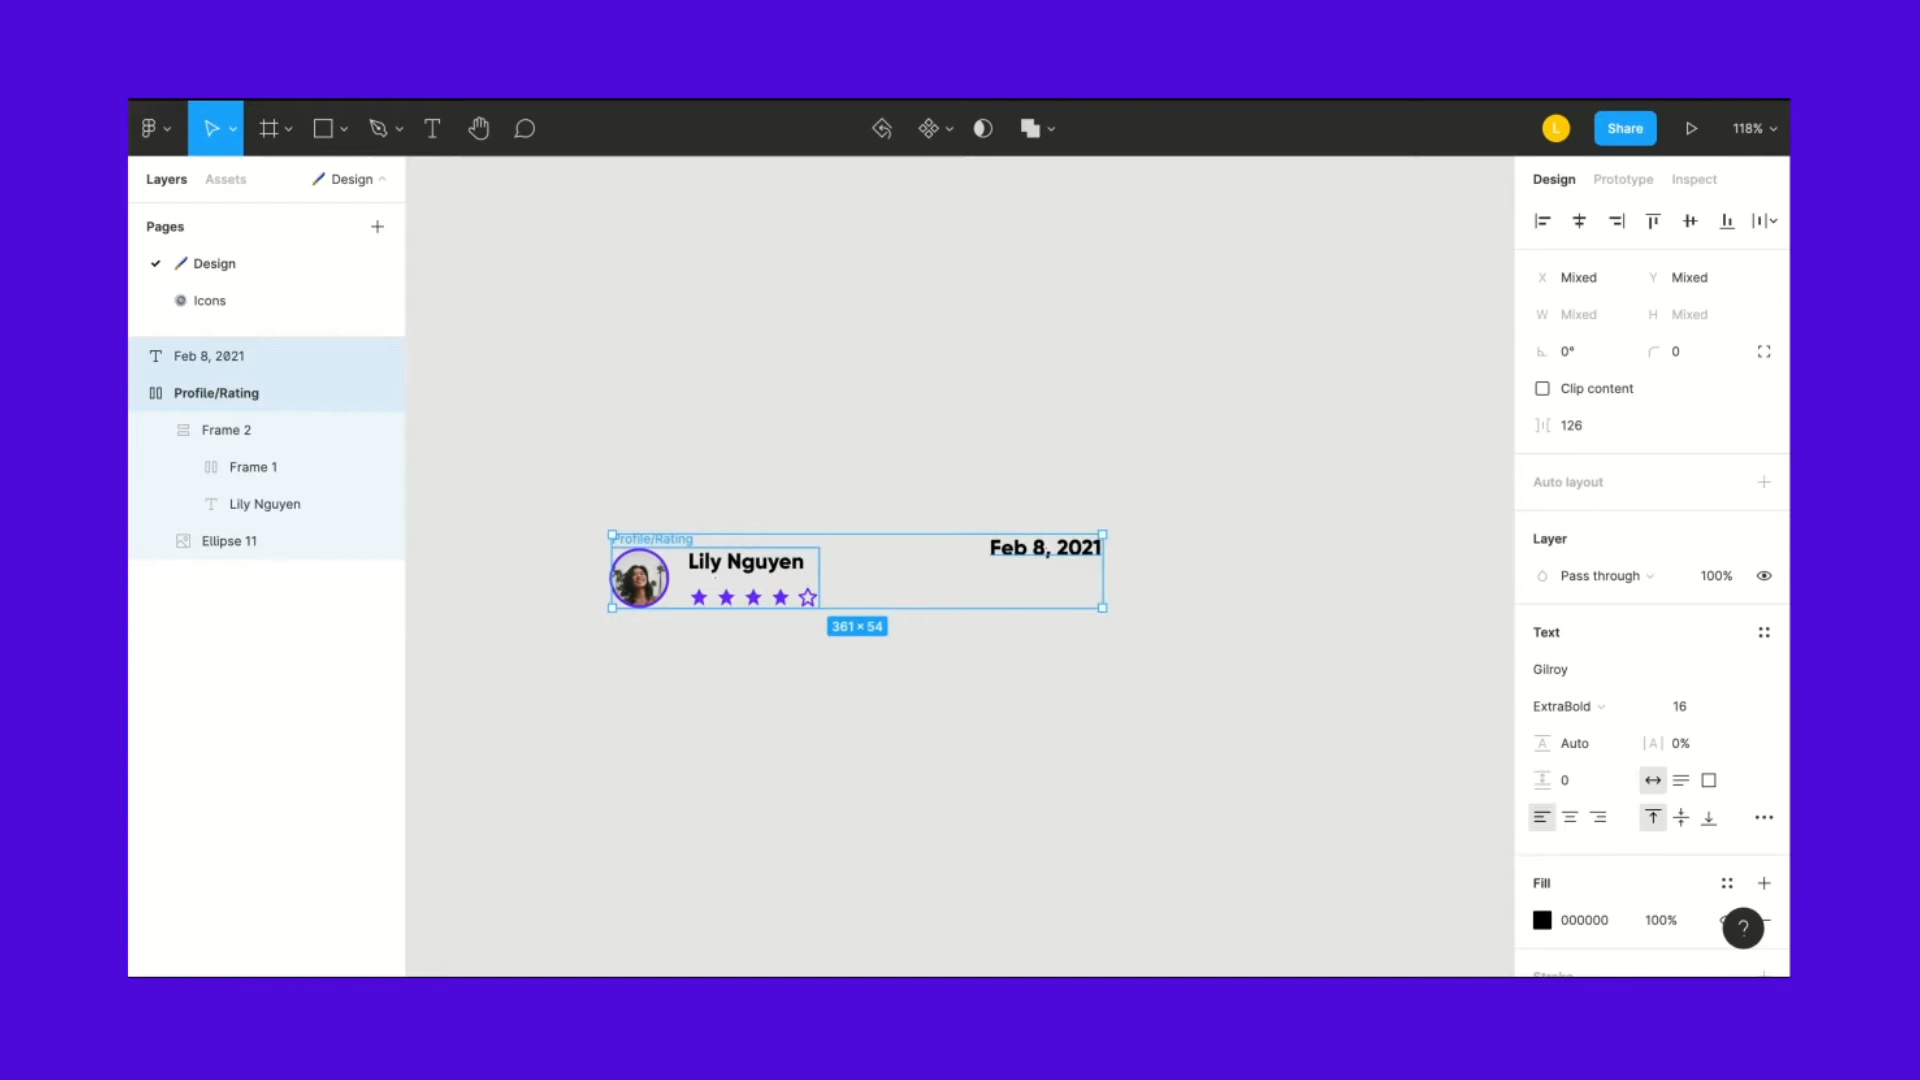 L
Share
118%
Layers
Assets
Design
Pages
Design
Icons
Feb 8, 2021
Profile/Rating
Frame 2
Frame 1
Lily Nguyen
Ellipse 11
Profile/Rating
Lily Nguyen
Feb 8, 2021
361 × 54
Design
Prototype
Inspect
X Mixed
Y Mixed
W Mixed
H Mixed
0°
0
Clip content
126
Auto layout
Layer
Pass through
100%
Text
Gilroy
ExtraBold
16
A Auto
|A| 0%
0
Fill
000000
100%
?
Stroke